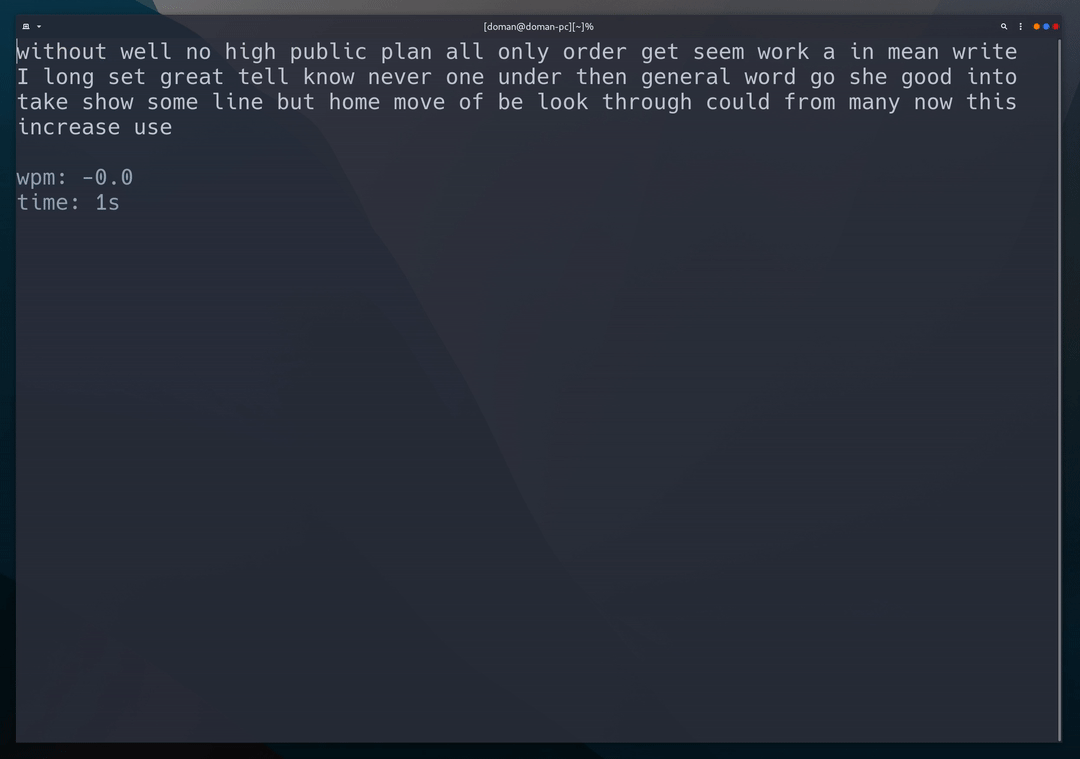 [doman@doman-pc][~]%
without well no high public plan all only order get seem work a in mean write
I long set great tell know never one under then general word go she good into
take show some line but home move of be look through could from many now this
increase use
wpm: -0.0
time: 1s